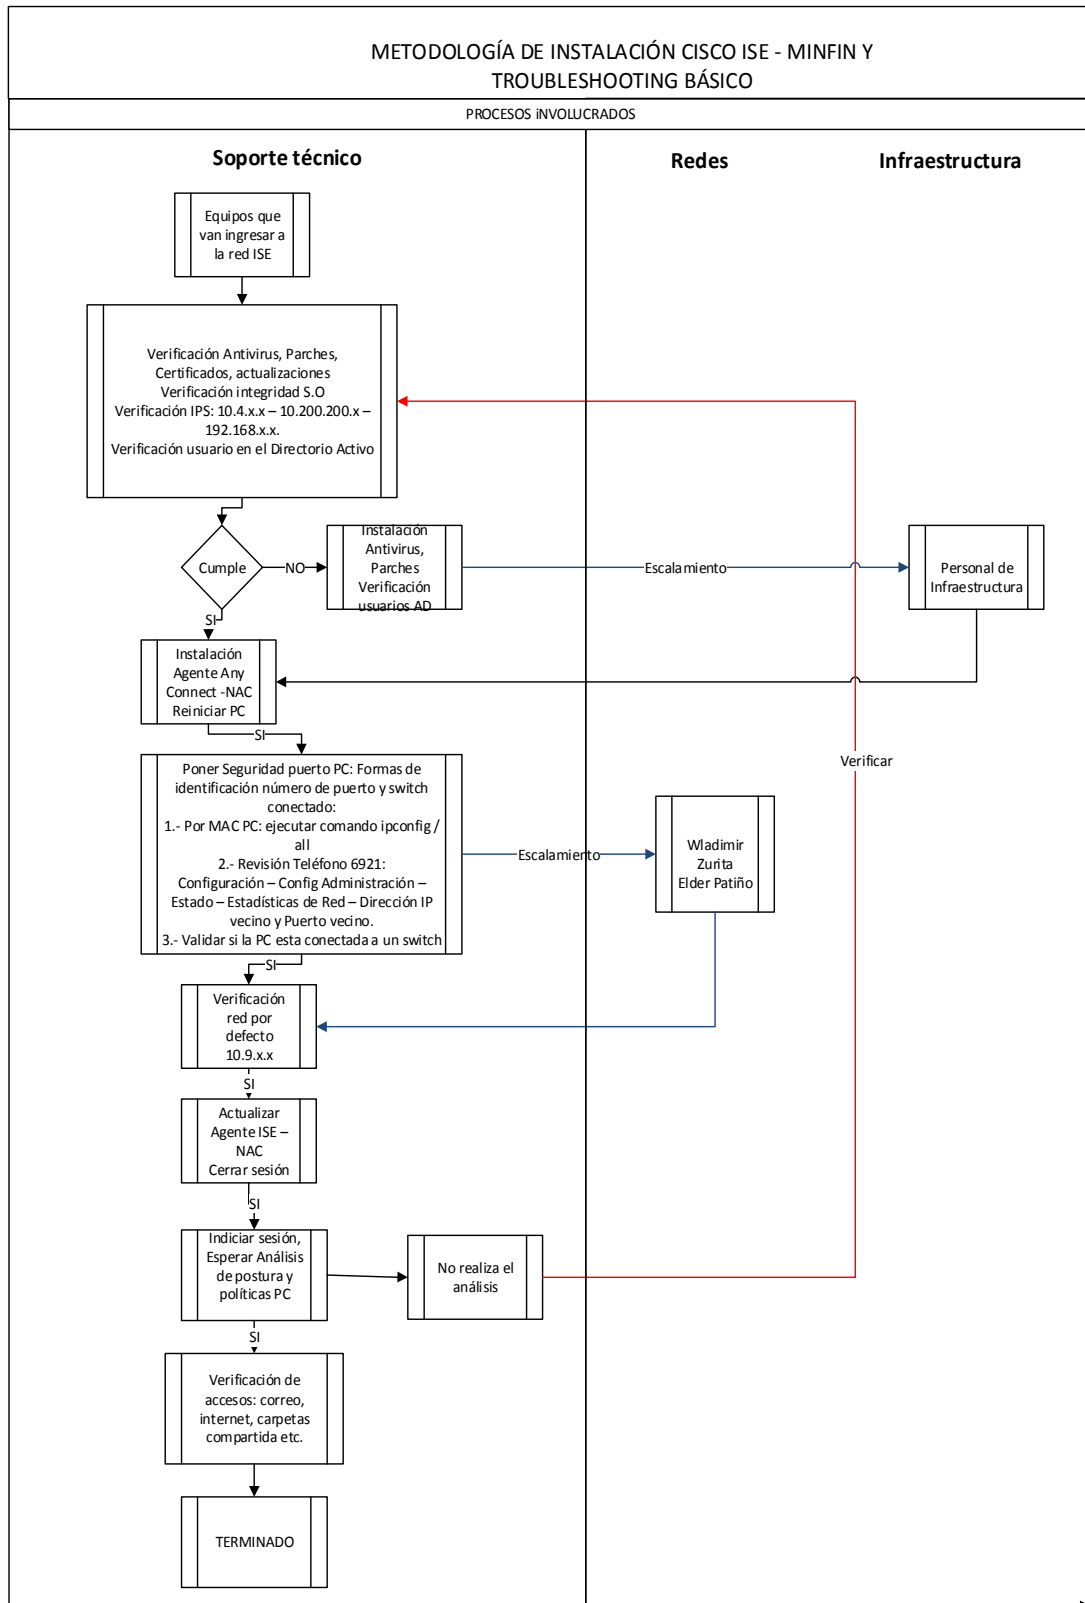 METODOLOGÍA DE INSTALACIÓN CISCO ISE - MINFIN Y
TROUBLESHOOTING BÁSICO
PROCESOS iNVOLUCRADOS
Soporte técnico
Redes
Infraestructura
Equipos que
van ingresar a
la red ISE
Verificación Antivirus, Parches,
Certificados, actualizaciones
Verificación integridad S.O
Verificación IPS: 10.4.x.x – 10.200.200.x –
192.168.x.x.
Verificación usuario en el Directorio Activo
Cumple
NO
Instalación
Antivirus,
Parches
Verificación
usuarios AD
Escalamiento
Personal de
Infraestructura
SI
Instalación
Agente Any
Connect -NAC
Reiniciar PC
SI
Verificar
Poner Seguridad puerto PC: Formas de
identificación número de puerto y switch
conectado:
1.- Por MAC PC: ejecutar comando ipconfig /
all
2.- Revisión Teléfono 6921:
Configuración – Config Administración –
Estado – Estadísticas de Red – Dirección IP
vecino y Puerto vecino.
3.- Validar si la PC esta conectada a un switch
Escalamiento
Wladimir
Zurita
Elder Patiño
SI
Verificación
red por
defecto
10.9.x.x
SI
Actualizar
Agente ISE –
NAC
Cerrar sesión
SI
Indiciar sesión,
Esperar Análisis
de postura y
políticas PC
No realiza el
análisis
SI
Verificación de
accesos: correo,
internet, carpetas
compartida etc.
TERMINADO